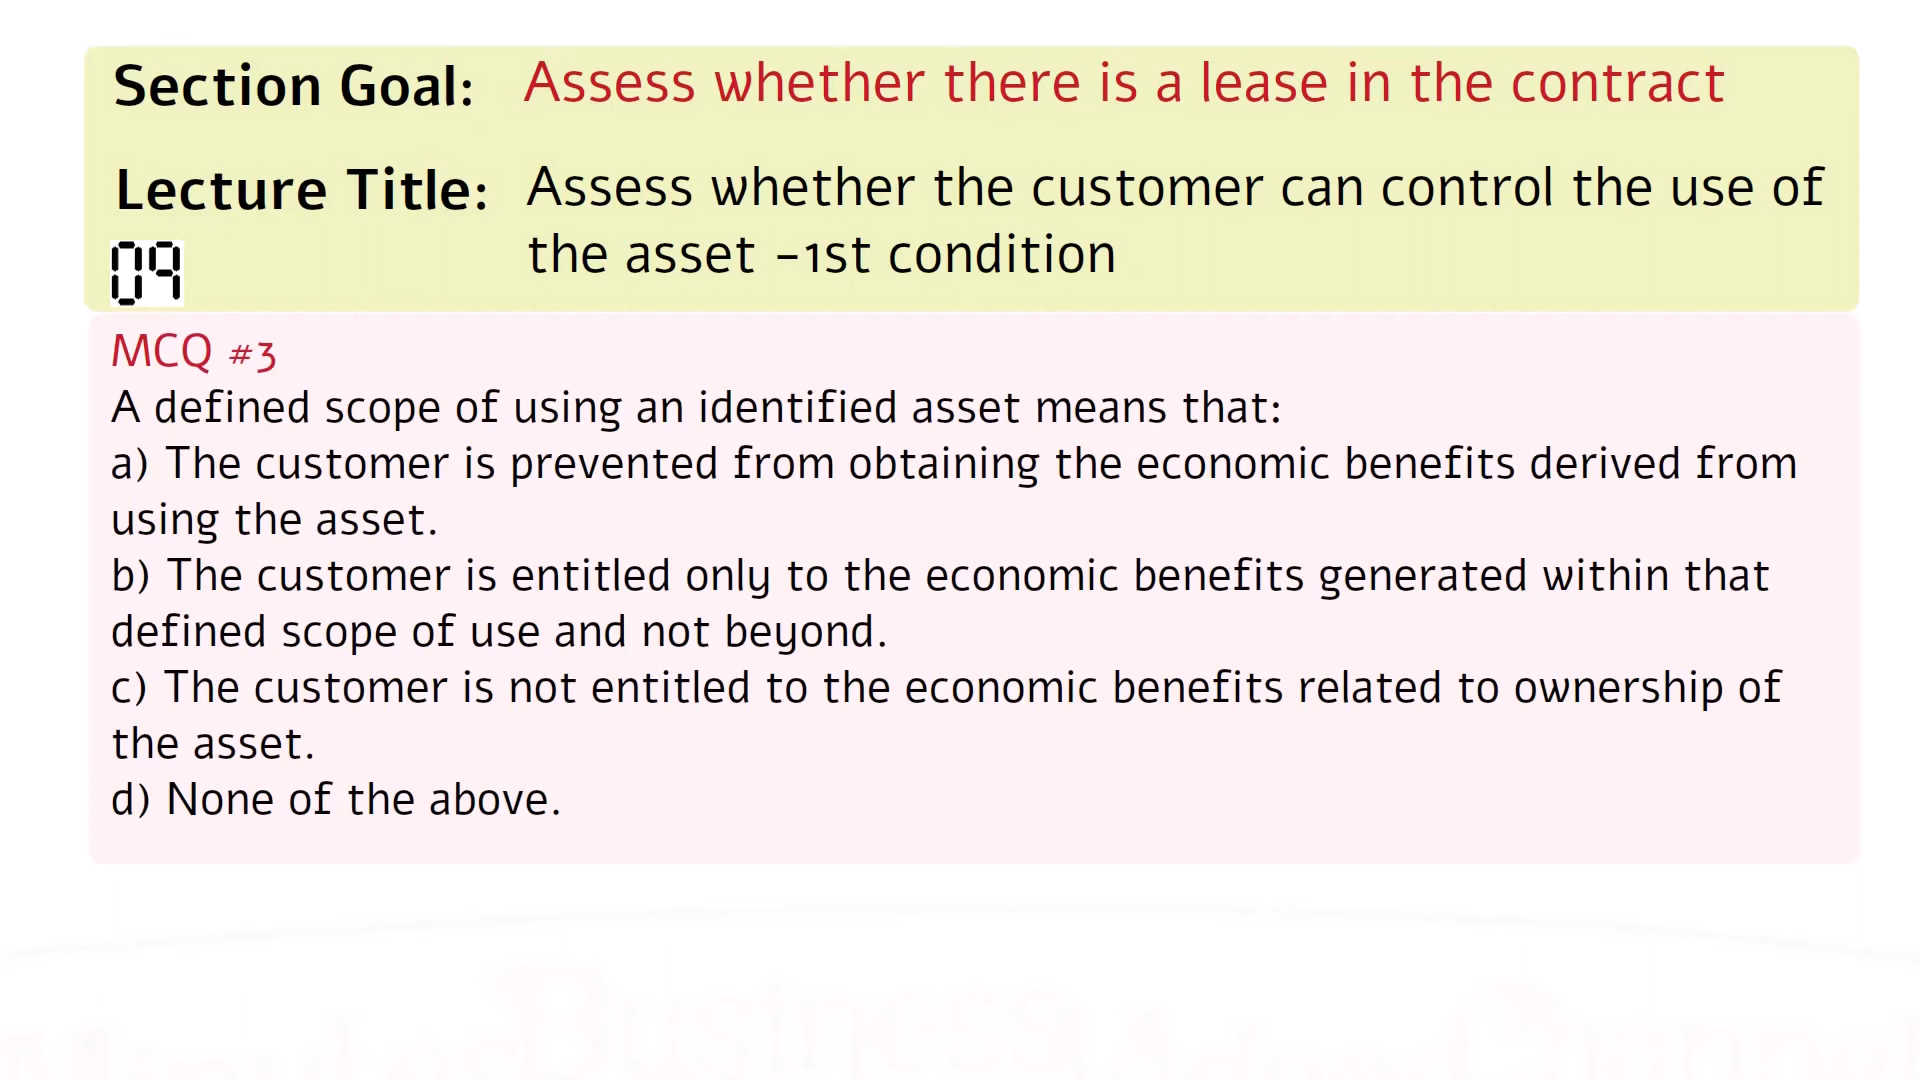 Section Goal: Assess whether there is a lease in the contract
Lecture Title: Assess whether the customer can control the use of
the asset –1st condition
09
MCQ #3
A defined scope of using an identified asset means that:
a) The customer is prevented from obtaining the economic benefits derived from
using the asset.
b) The customer is entitled only to the economic benefits generated within that
defined scope of use and not beyond.
c) The customer is not entitled to the economic benefits related to ownership of
the asset.
d) None of the above.
Business